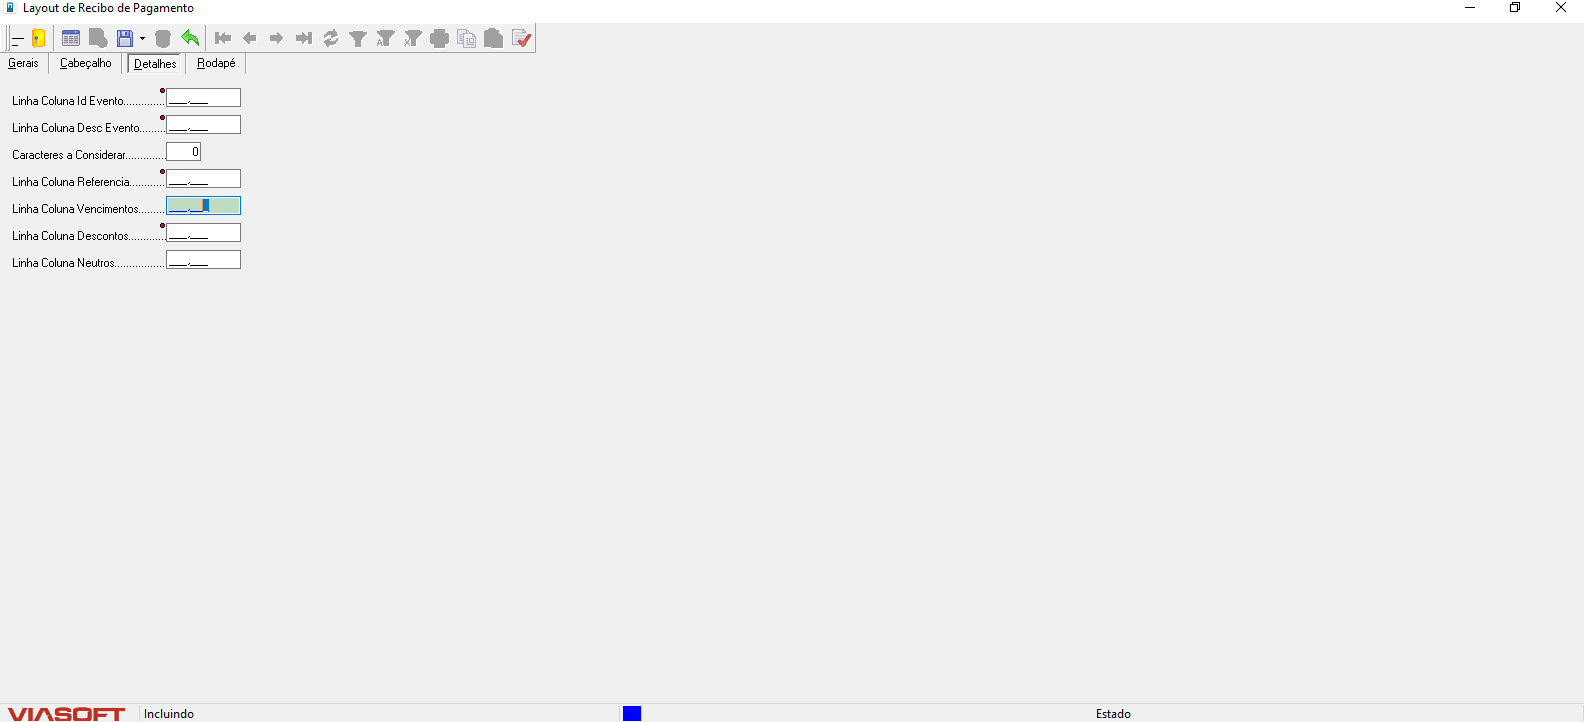 Layout de Recibo de Pagamento
Gerais Cabeçalho Detalhes Rodapé
Linha Coluna Id Evento.............. ___,___
Linha Coluna Desc Evento......... ___,___
Caracteres a Considerar.............. 0
Linha Coluna Referencia............ ___,___
Linha Coluna Vencimentos......... ___,___
Linha Coluna Descontos............. ___,___
Linha Coluna Neutros................. ___,___
VIASOFT Incluindo Estado